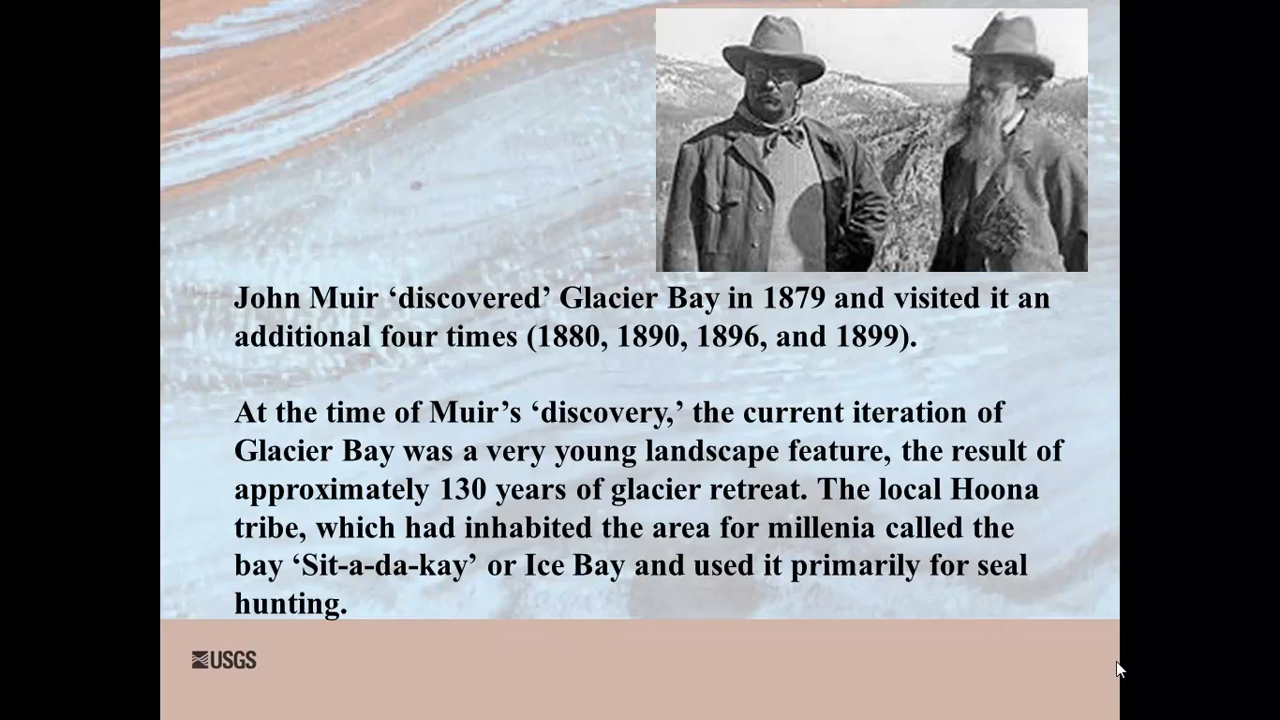 John Muir ‘discovered’ Glacier Bay in 1879 and visited it an
additional four times (1880, 1890, 1896, and 1899).
At the time of Muir’s ‘discovery,’ the current iteration of
Glacier Bay was a very young landscape feature, the result of
approximately 130 years of glacier retreat. The local Hoona
tribe, which had inhabited the area for millenia called the
bay ‘Sit-a-da-kay’ or Ice Bay and used it primarily for seal
hunting.
USGS